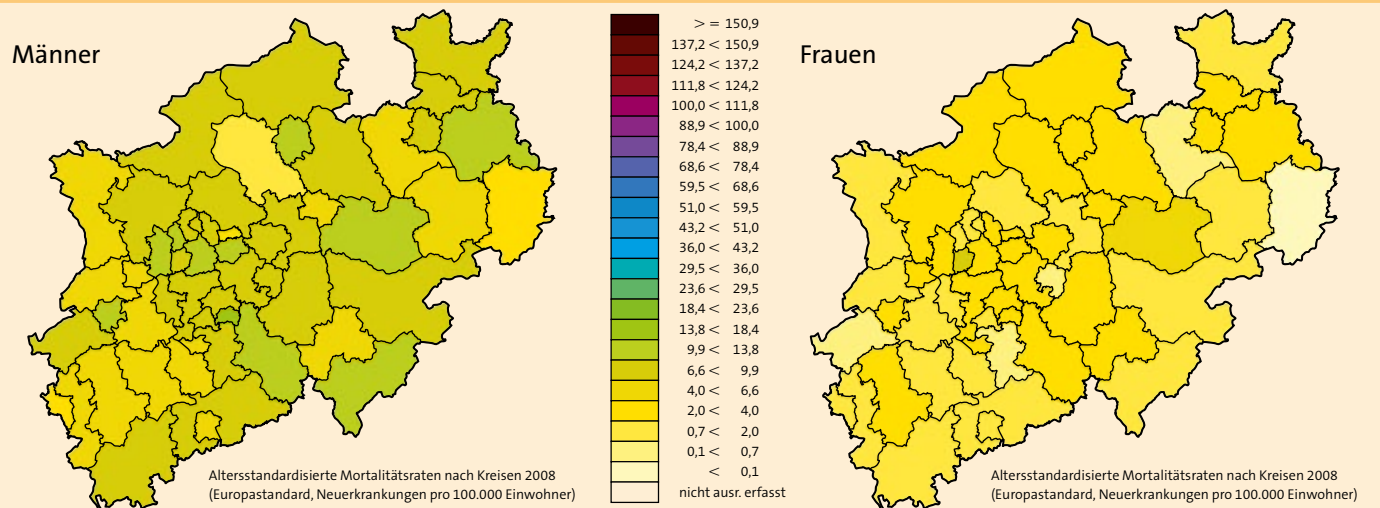 Männer
> = 150,9
137,2 < 150,9
124,2 < 137,2
111,8 < 124,2
100,0 < 111,8
88,9 < 100,0
78,4 < 88,9
68,6 < 78,4
59,5 < 68,6
51,0 < 59,5
43,2 < 51,0
36,0 < 43,2
29,5 < 36,0
23,6 < 29,5
18,4 < 23,6
13,8 < 18,4
9,9 < 13,8
6,6 < 9,9
4,0 < 6,6
2,0 < 4,0
0,7 < 2,0
0,1 < 0,7
< 0,1
nicht ausr. erfasst
Altersstandardisierte Mortalitätsraten nach Kreisen 2008
(Europastandard, Neuerkrankungen pro 100.000 Einwohner)
Frauen
Altersstandardisierte Mortalitätsraten nach Kreisen 2008
(Europastandard, Neuerkrankungen pro 100.000 Einwohner)